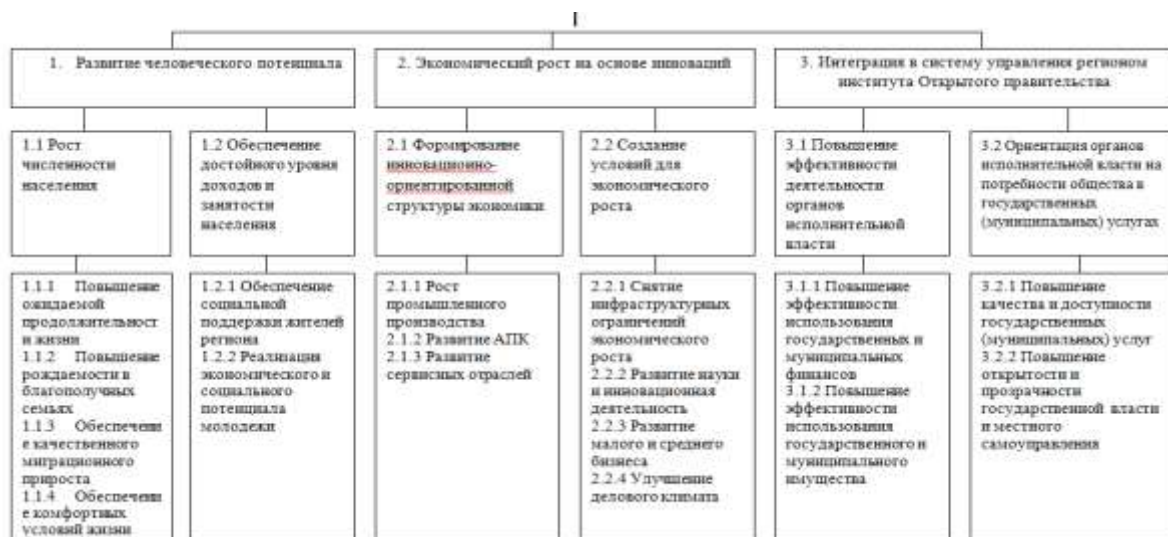 1. Развитие человеческого потенциала
2. Экономический рост на основе инноваций
3. Интеграция в систему управления регионом
института Открытого правительства
1.1 Рост
численности
населения
1.2 Обеспечение
достойного уровня
доходов и
занятости
населения
2.1 Формирование
инновационно-
ориентированной
структуры экономики
2.2 Создание
условий для
экономического
роста
3.1 Повышение
эффективности
деятельности
органов
исполнительной
власти
3.2 Ориентация органов
исполнительной власти на
потребности общества в
государственных
(муниципальных) услугах
1.1.1 Повышение
ожидаемой
продолжительност
и жизни
1.1.2 Повышение
рождаемости в
благополучных
семьях
1.1.3 Обеспечени
е качественного
миграционного
прироста
1.1.4 Обеспечени
е комфортных
условий жизни
1.2.1 Обеспечение
социальной
поддержки жителей
региона
1.2.2 Реализация
экономического и
социального
потенциала
молодежи
2.1.1 Рост
промышленного
производства
2.1.2 Развитие АПК
2.1.3 Развитие
сервисных отраслей
2.2.1 Снятие
инфраструктурных
ограничений
экономического
роста
2.2.2 Развитие науки
и инновационная
деятельность
2.2.3 Развитие
малого и среднего
бизнеса
2.2.4 Улучшение
делового климата
3.1.1 Повышение
эффективности
использования
государственных и
муниципальных
финансов
3.1.2 Повышение
эффективности
использования
государственного и
муниципального
имущества
3.2.1 Повышение
качества и доступности
государственных
(муниципальных) услуг
3.2.2 Повышение
открытости и
прозрачности
государственной власти
и местного
самоуправления